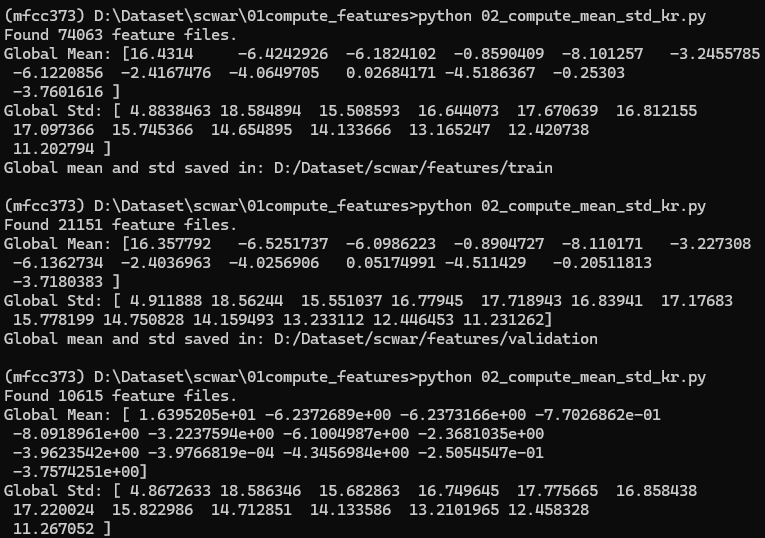 (mfcc373) D:\Dataset\scwar\01compute_features>python 02_compute_mean_std_kr.py
Found 74063 feature files.
Global Mean: [16.4314     -6.4242926  -6.1824102  -0.8590409  -8.101257   -3.2455785
 -6.1220856  -2.4167476  -4.0649705   0.02684171 -4.5186367  -0.25303
 -3.7601616 ]
Global Std: [ 4.8838463 18.584894  15.508593  16.644073  17.670639  16.812155
 17.097366  15.745366  14.654895  14.133666  13.165247  12.420738
 11.202794 ]
Global mean and std saved in: D:/Dataset/scwar/features/train
(mfcc373) D:\Dataset\scwar\01compute_features>python 02_compute_mean_std_kr.py
Found 21151 feature files.
Global Mean: [16.357792   -6.5251737  -6.0986223  -0.8904727  -8.110171   -3.227308
 -6.1362734  -2.4036963  -4.0256906   0.05174991 -4.511429   -0.20511813
 -3.7180383 ]
Global Std: [ 4.911888 18.56244  15.551037 16.77945  17.718943 16.83941  17.17683
 15.778199 14.750828 14.159493 13.233112 12.446453 11.231262]
Global mean and std saved in: D:/Dataset/scwar/features/validation
(mfcc373) D:\Dataset\scwar\01compute_features>python 02_compute_mean_std_kr.py
Found 10615 feature files.
Global Mean: [ 1.6395205e+01 -6.2372689e+00 -6.2373166e+00 -7.7026862e-01
 -8.0918961e+00 -3.2237594e+00 -6.1004987e+00 -2.3681035e+00
 -3.9623542e+00 -3.9766819e-04 -4.3456984e+00 -2.5054547e-01
 -3.7574251e+00]
Global Std: [ 4.8672633 18.586346  15.682863  16.749645  17.775665  16.858438
 17.220024  15.822986  14.712851  14.133586  13.2101965 12.458328
 11.267052 ]